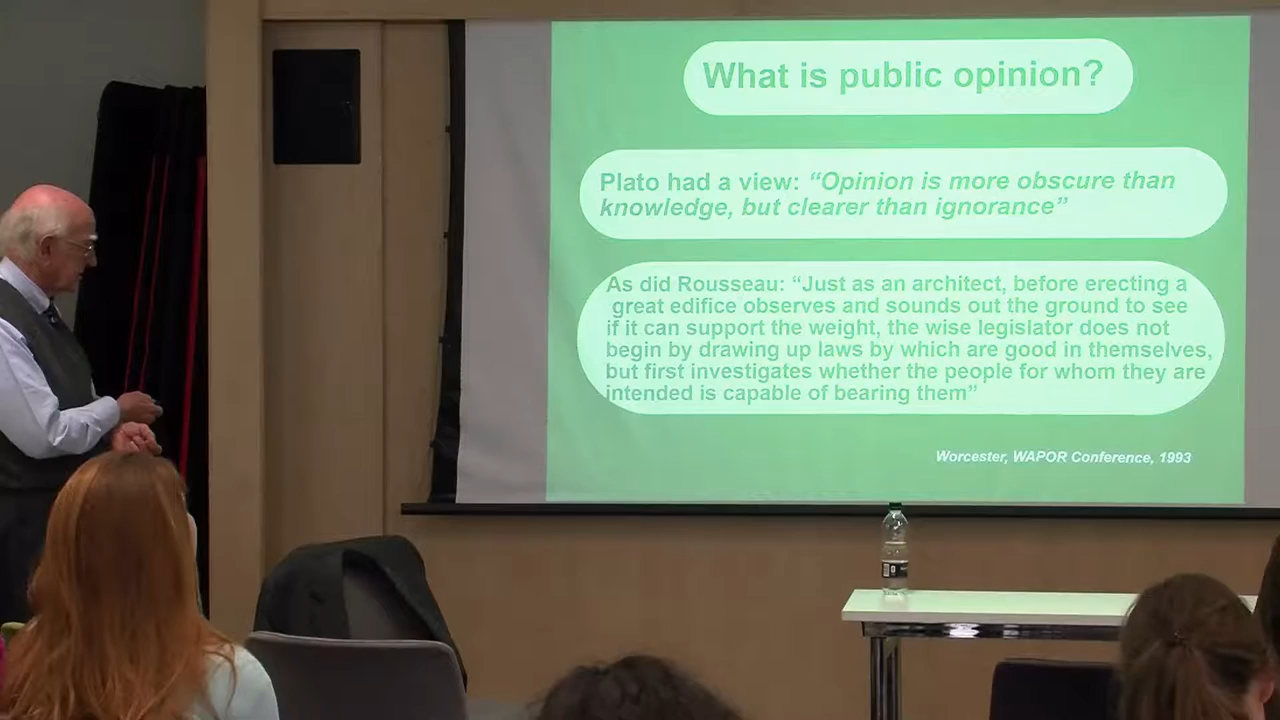 What is public opinion?
Plato had a view: “Opinion is more obscure than
knowledge, but clearer than ignorance”
As did Rousseau: “Just as an architect, before erecting a
great edifice observes and sounds out the ground to see
if it can support the weight, the wise legislator does not
begin by drawing up laws by which are good in themselves,
but first investigates whether the people for whom they are
intended is capable of bearing them”
Worcester, WAPOR Conference, 1993